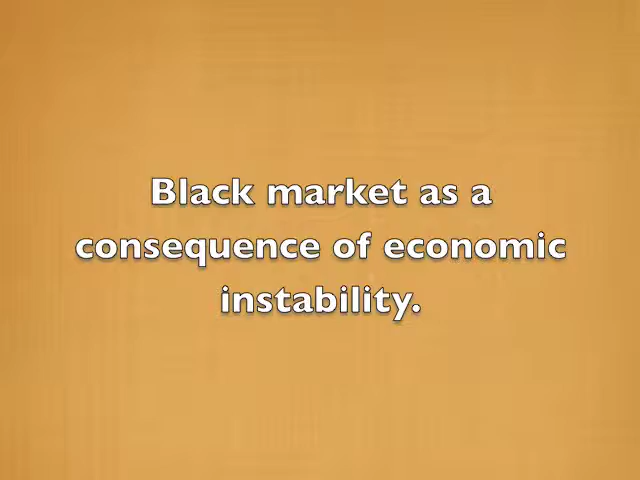 Black market as a
consequence of economic
instability.